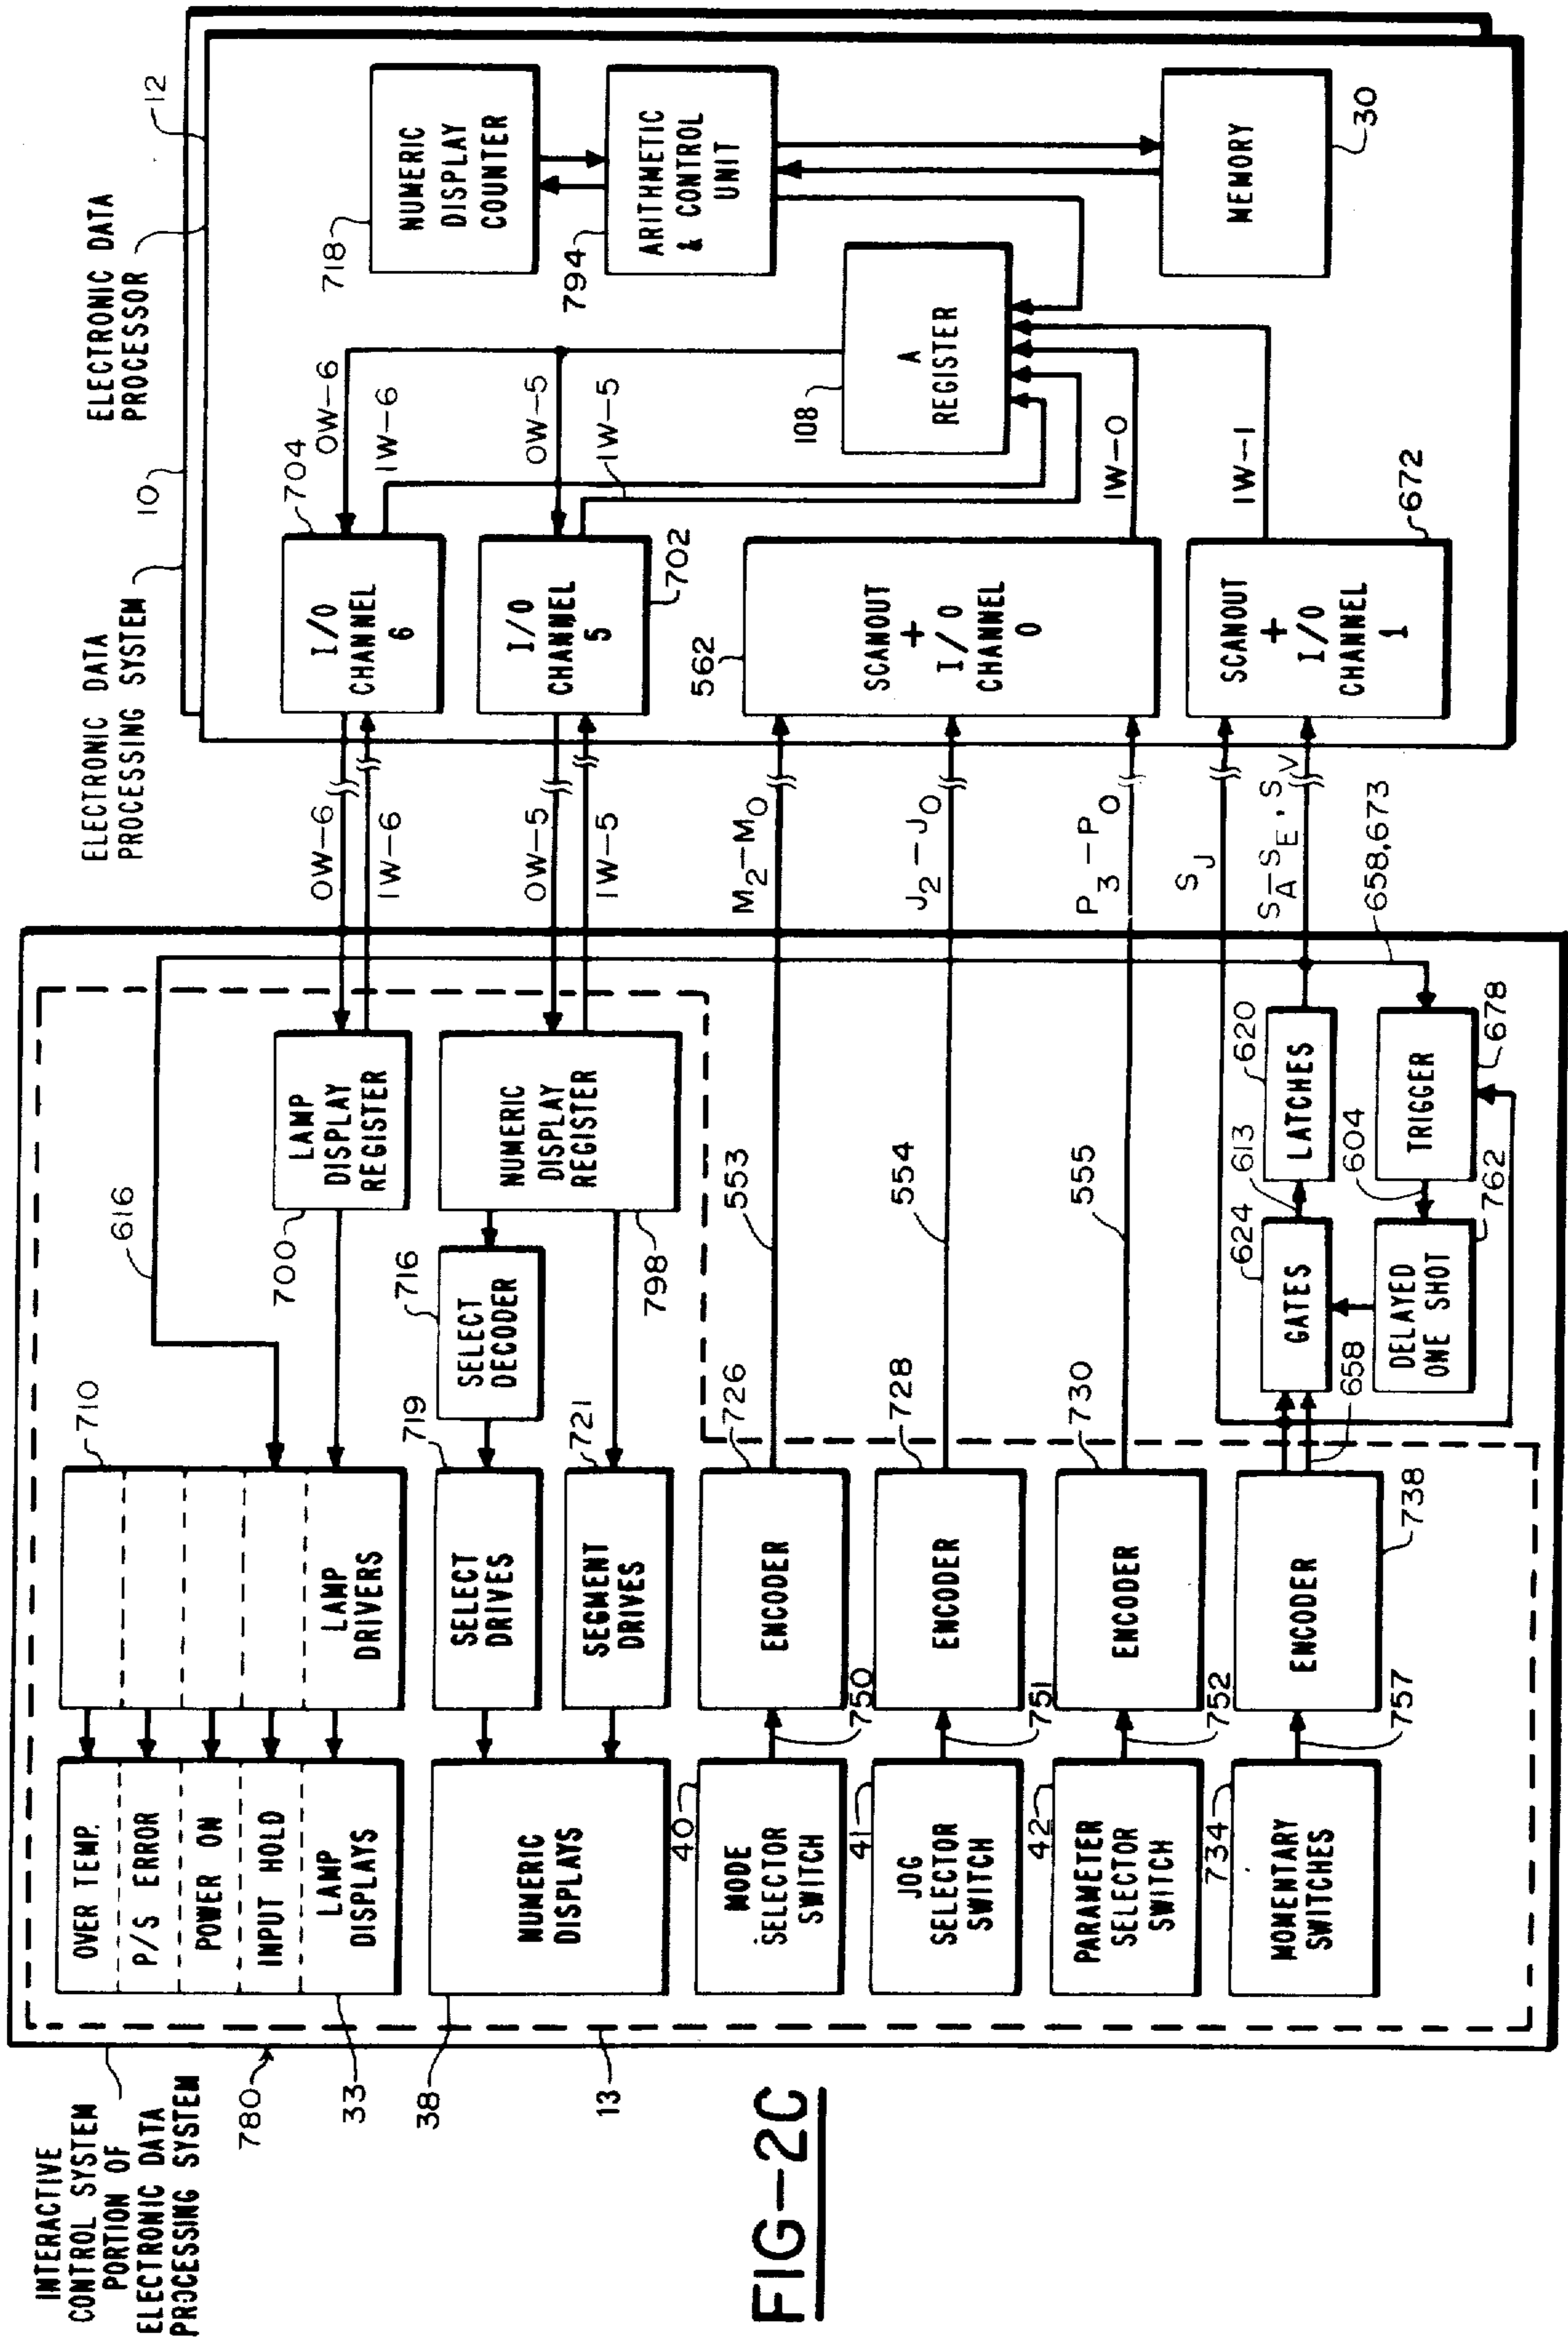 INTERACTIVE
CONTROL SYSTEM
PORTION OF
ELECTRONIC DATA
PROCESSING SYSTEM
780
33
38
13
OVER TEMP.
P/S ERROR
POWER ON
INPUT HOLD
LAMP
DISPLAYS
710
LAMP
DRIVERS
616
700
LAMP
DISPLAY
REGISTER
NUMERIC
DISPLAYS
719
SELECT
DRIVES
721
SEGMENT
DRIVES
716
SELECT
DECODER
NUMERIC
DISPLAY
REGISTER
798
40
MODE
SELECTOR
SWITCH
750
726
ENCODER
553
41
JOG
SELECTOR
SWITCH
751
728
ENCODER
554
42
PARAMETER
SELECTOR
SWITCH
752
730
ENCODER
555
734
MOMENTARY
SWITCHES
757
ENCODER
738
658
624
GATES
613
620
LATCHES
DELAYED
ONE SHOT
762
604
TRIGGER
678
658,673
OW-6
IW-6
OW-5
IW-5
M2-M0
J2-J0
P3-P0
SJ
SA-SE, SV
ELECTRONIC DATA
PROCESSING SYSTEM
10
ELECTRONIC DATA
PROCESSOR
12
704
I/O
CHANNEL
6
OW-6
IW-6
I/O
CHANNEL
5
702
OW-5
IW-5
562
SCANOUT
+
I/O
CHANNEL
0
IW-0
SCANOUT
+
I/O
CHANNEL
1
672
IW-1
108
A
REGISTER
718
NUMERIC
DISPLAY
COUNTER
794
ARITHMETIC
& CONTROL
UNIT
MEMORY
30
FIG-2C